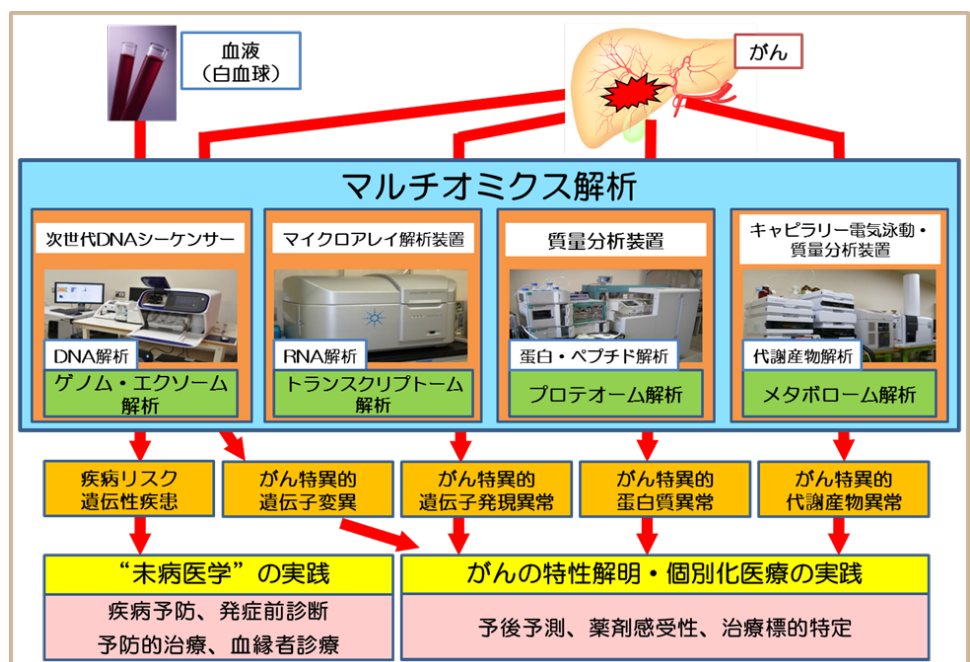 血液
（白血球）
がん
マルチオミクス解析
次世代DNAシーケンサー
マイクロアレイ解析装置
質量分析装置
キャピラリー電気泳動・
質量分析装置
DNA解析
RNA解析
蛋白・ペプチド解析
代謝産物解析
ゲノム・エクソーム
解析
トランスクリプトーム
解析
プロテオーム解析
メタボローム解析
疾病リスク
遺伝性疾患
がん特異的
遺伝子変異
がん特異的
遺伝子発現異常
がん特異的
蛋白質異常
がん特異的
代謝産物異常
“未病医学”の実践
疾病予防、発症前診断
予防的治療、血縁者診療
がんの特性解明・個別化医療の実践
予後予測、薬剤感受性、治療標的特定